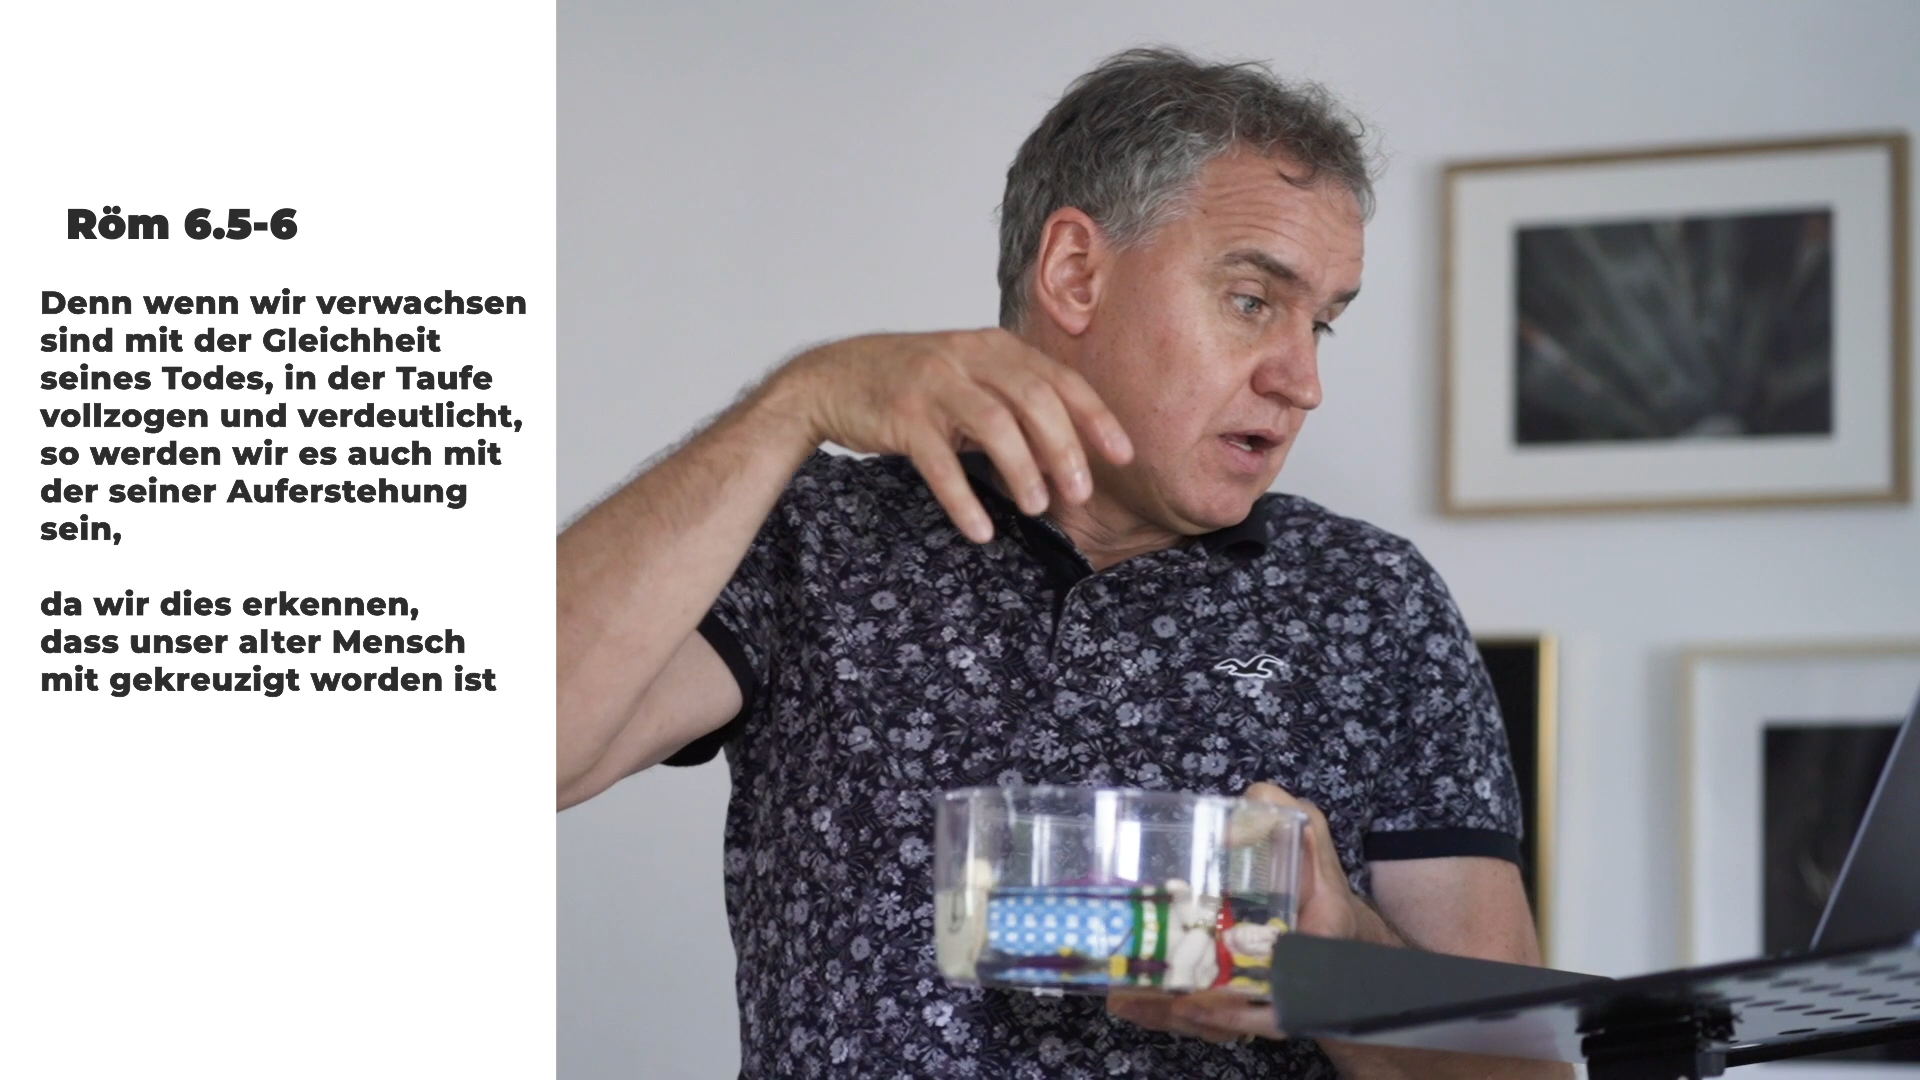 Röm 6.5-6
Denn wenn wir verwachsen
sind mit der Gleichheit
seines Todes, in der Taufe
vollzogen und verdeutlicht,
so werden wir es auch mit
der seiner Auferstehung
sein,
da wir dies erkennen,
dass unser alter Mensch
mit gekreuzigt worden ist